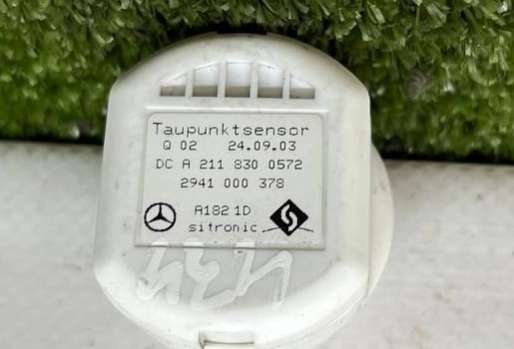 Taupunktsensor
Q 02 24.09.03
DC A 211 830 0572
2941 000 378
A182 1D
sitronic